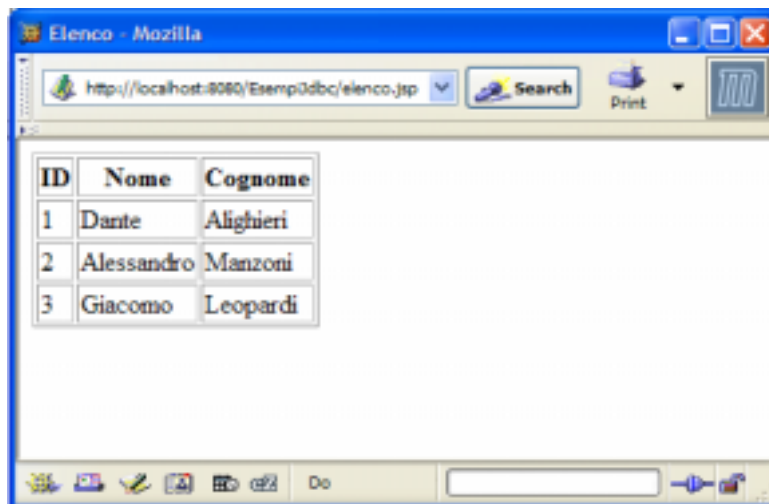 Elenco - Mozilla
http://localhost:8080/EsempiJdbc/elenco.jsp Search Print
ID Nome Cognome
1 Dante Alighieri
2 Alessandro Manzoni
3 Giacomo Leopardi
Do